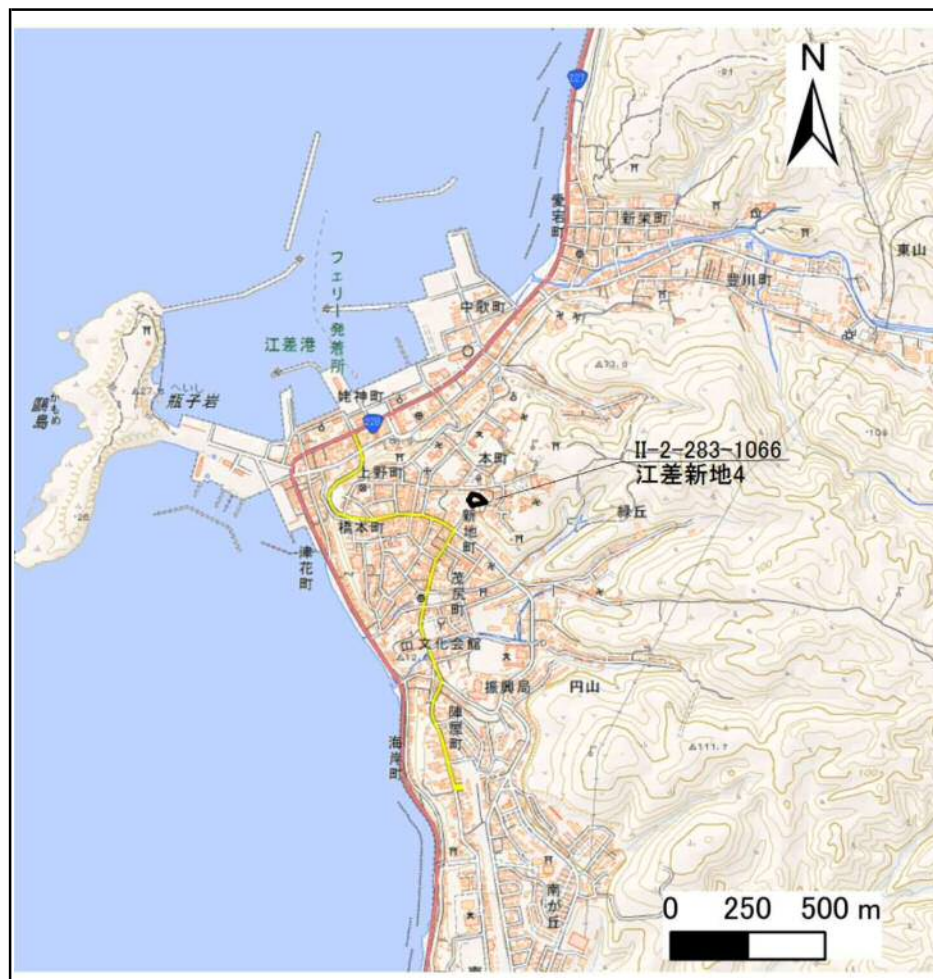 N
愛宕町
新栄町
東山
豊川町
中歌町
フェリー発着所
江差港
姥神町
かもめ
鷗島
へいし
瓶子岩
本町
II-2-283-1066
江差新地4
上野町
橋本町
新地町
緑丘
津花町
茂尻町
文化会館
振興局
円山
陣屋町
海岸町
南が丘
111.7
100
0 250 500 m